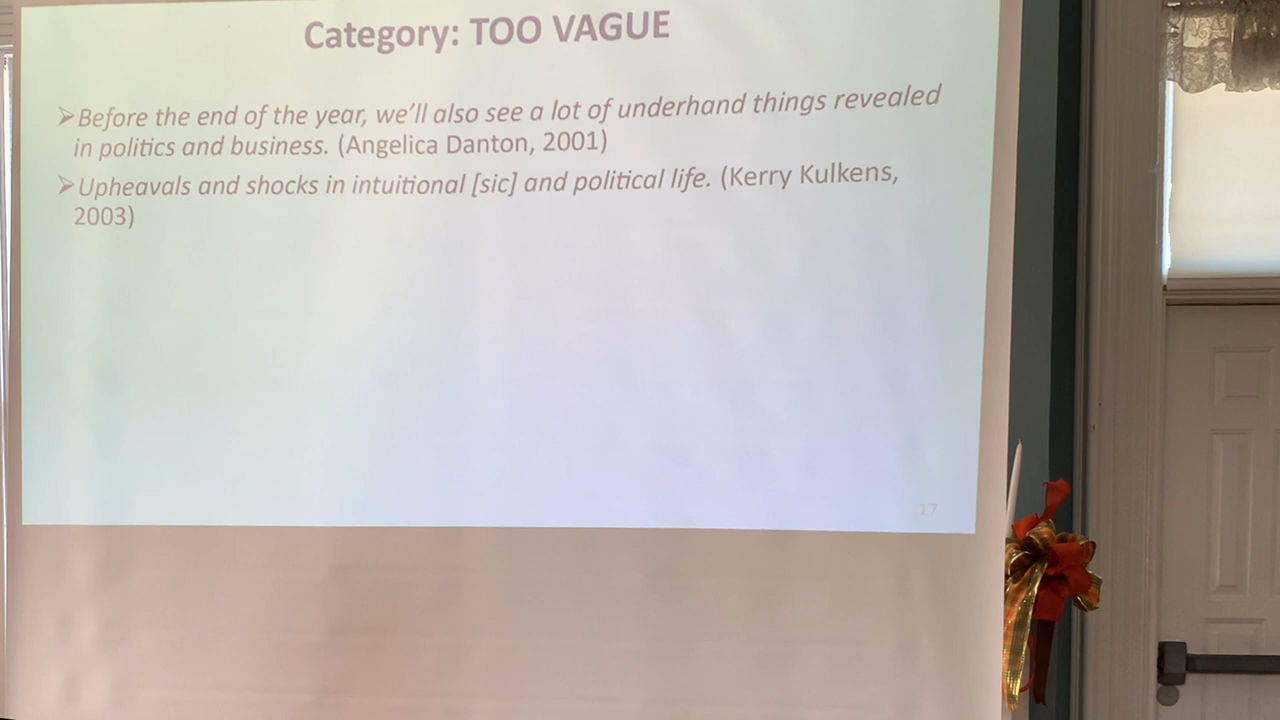 Category: TOO VAGUE
➢Before the end of the year, we'll also see a lot of underhand things revealed
in politics and business. (Angelica Danton, 2001)
➢Upheavals and shocks in intuitional [sic] and political life. (Kerry Kulkens,
2003)
17